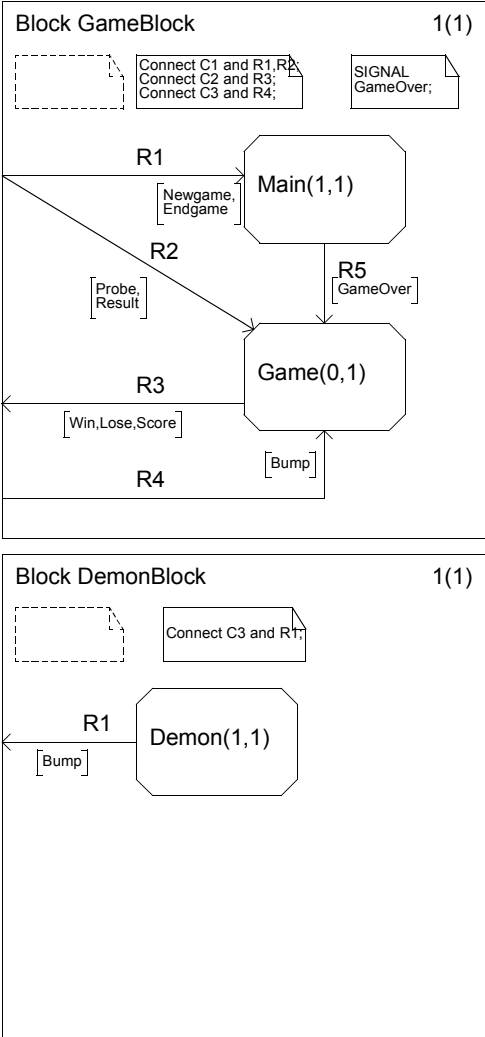 Block GameBlock 1(1)
Connect C1 and R1,R2;
Connect C2 and R3;
Connect C3 and R4;
SIGNAL
GameOver;
R1
Newgame,
Endgame
Main(1,1)
R2
Probe,
Result
R5
GameOver
Game(0,1)
R3
Win,Lose,Score
Bump
R4
Block DemonBlock 1(1)
Connect C3 and R1;
R1
Bump
Demon(1,1)